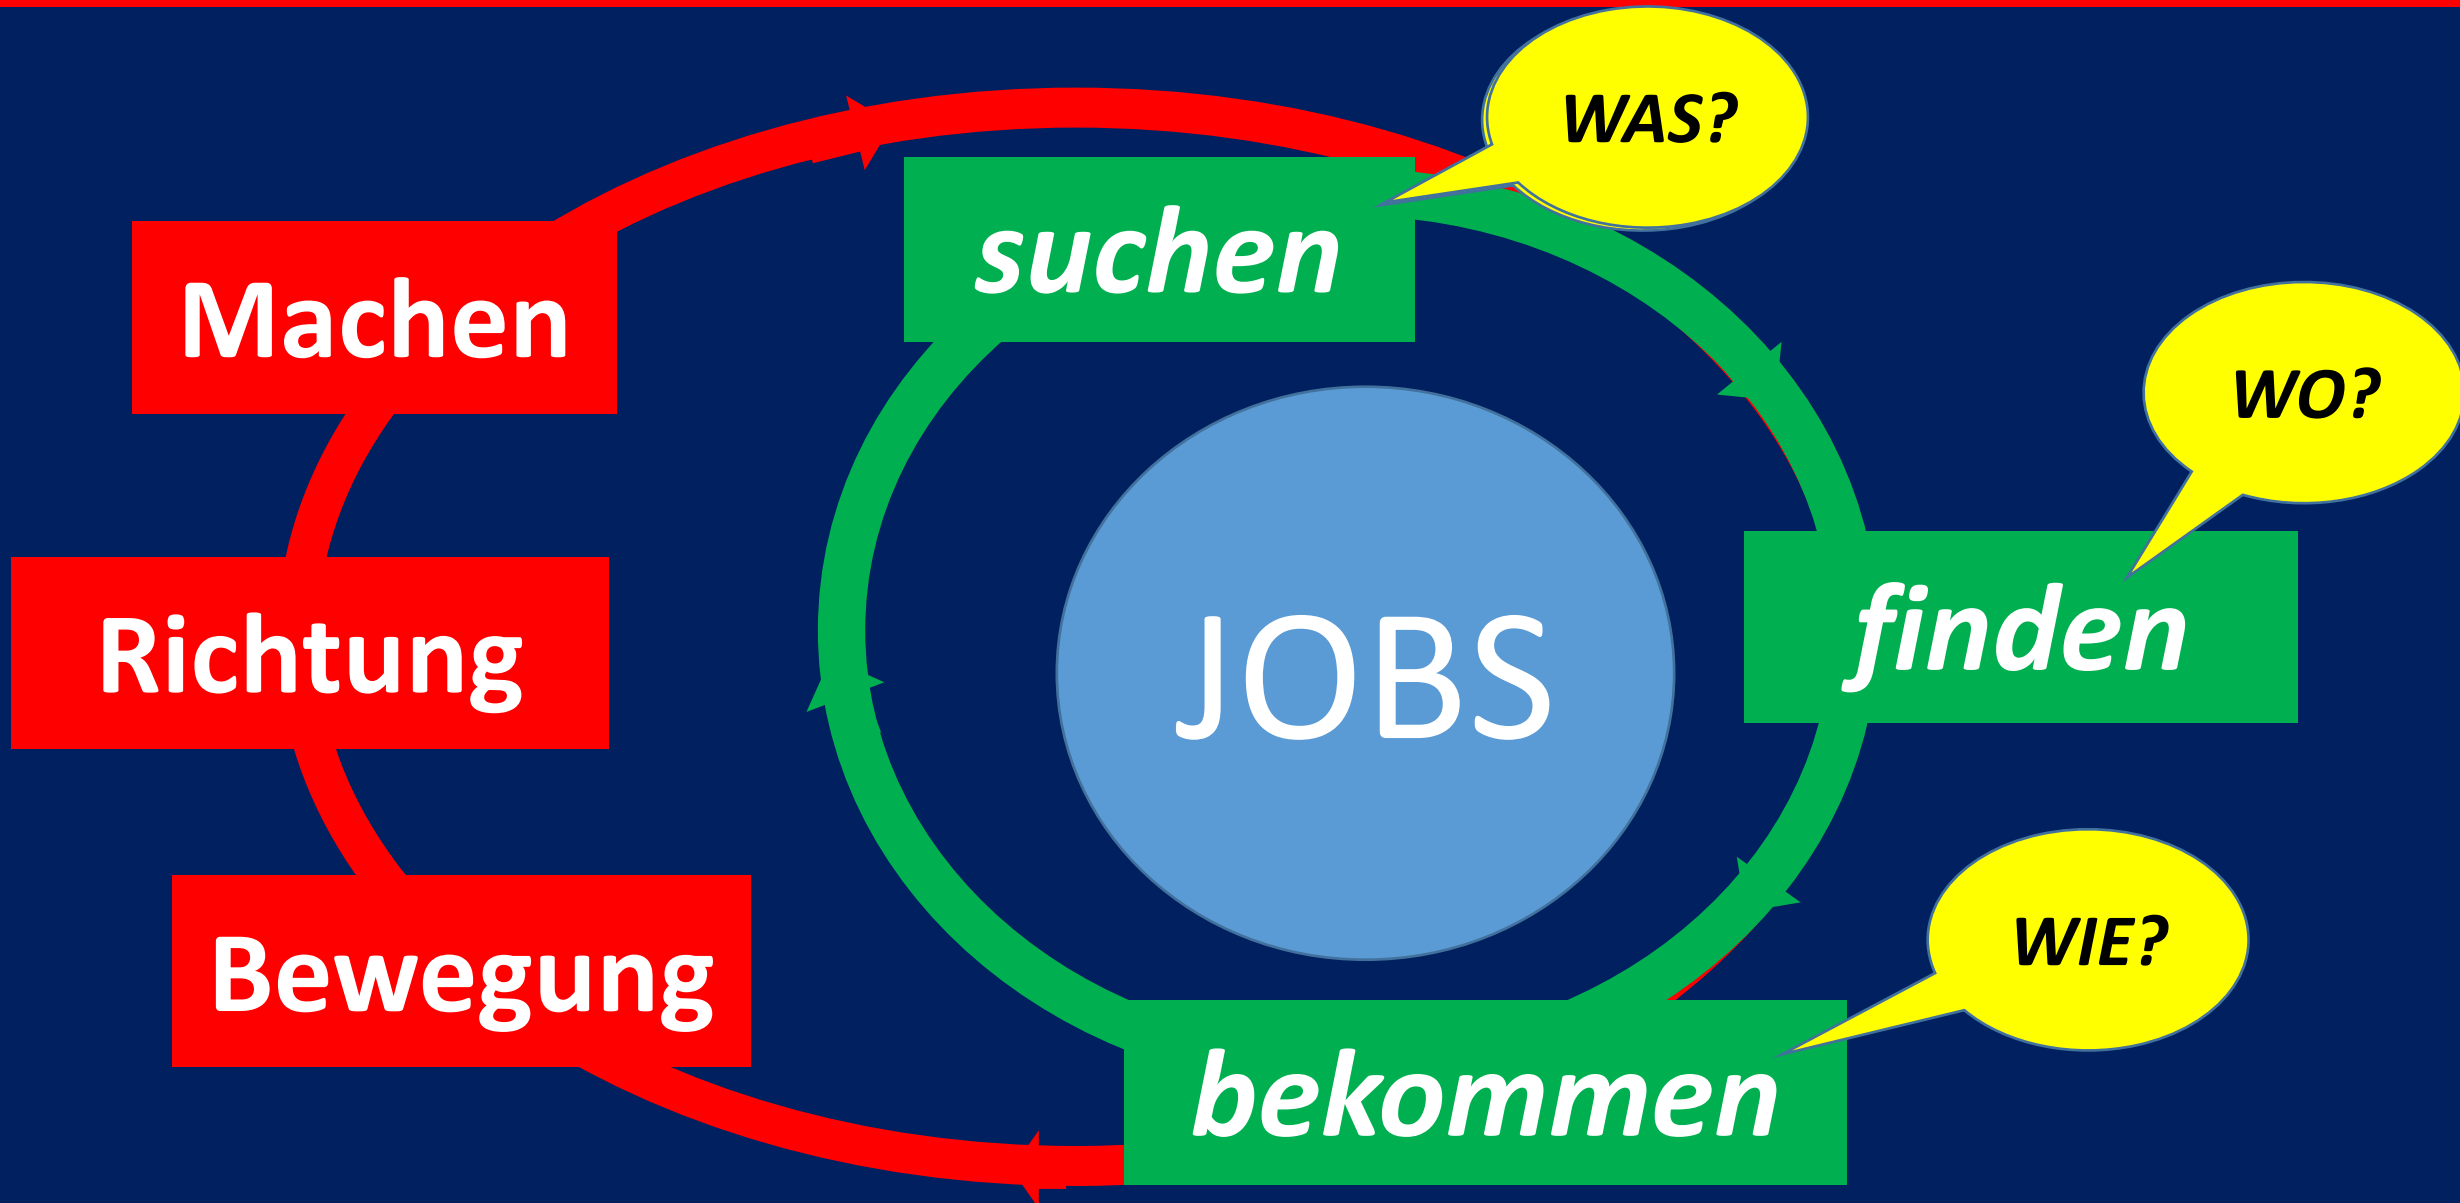 WAS?
suchen
Machen
WO?
finden
JOBS
Richtung
WIE?
Bewegung
bekommen